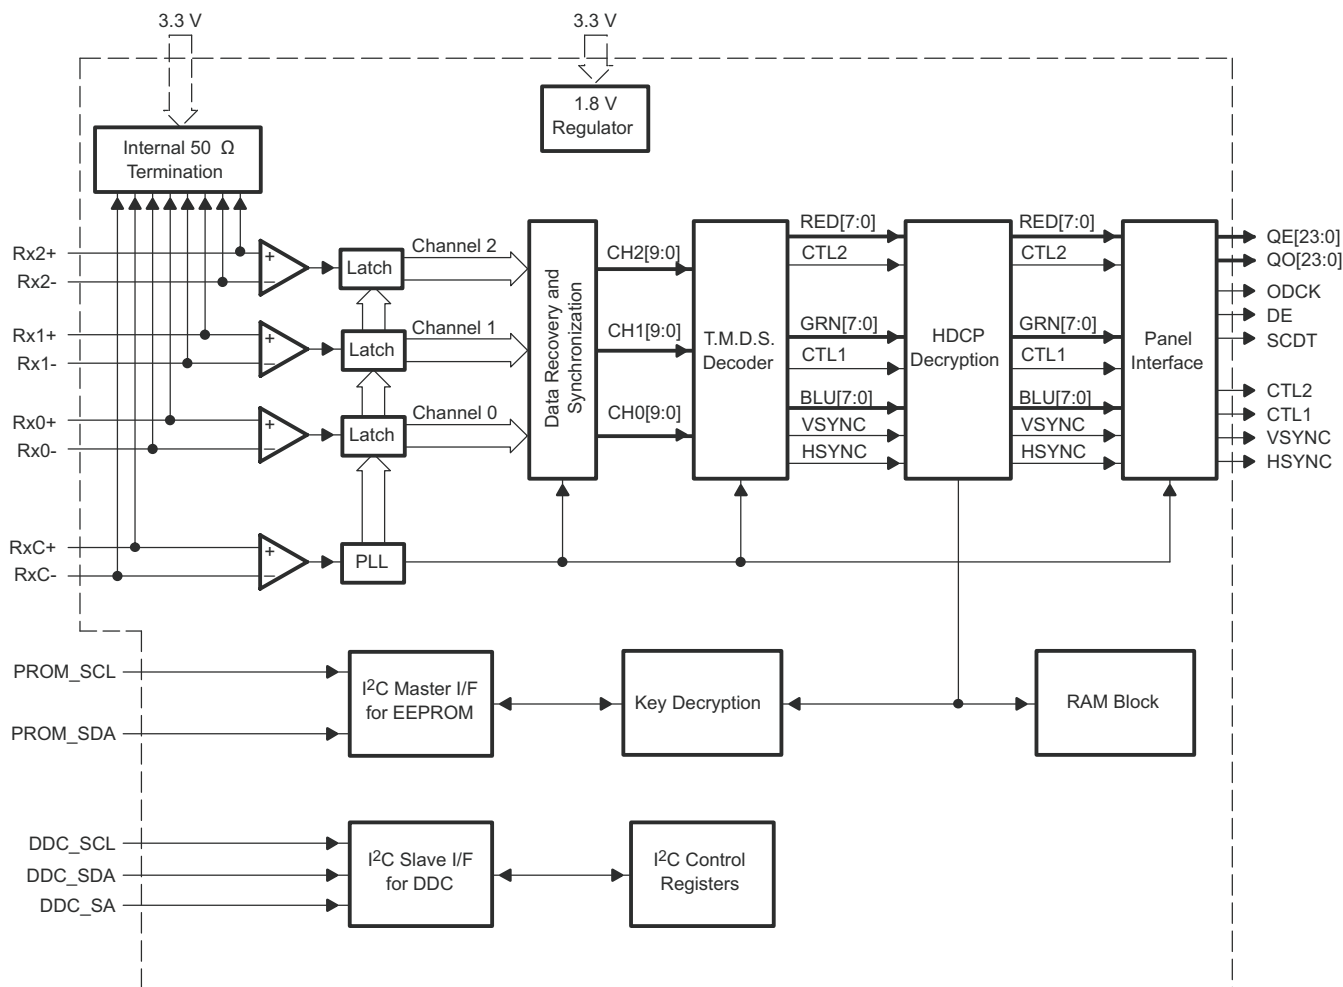 3.3 V
3.3 V
1.8 V
Regulator
Internal 50 Ω
Termination
Rx2+
Rx2-
Rx1+
Rx1-
Rx0+
Rx0-
RxC+
RxC-
+
−
+
−
+
−
+
−
Latch
Latch
Latch
PLL
Channel 2
Channel 1
Channel 0
Data Recovery and
Synchronization
CH2[9:0]
CH1[9:0]
CH0[9:0]
T.M.D.S.
Decoder
RED[7:0]
CTL2
GRN[7:0]
CTL1
BLU[7:0]
VSYNC
HSYNC
HDCP
Decryption
RED[7:0]
CTL2
GRN[7:0]
CTL1
BLU[7:0]
VSYNC
HSYNC
Panel
Interface
QE[23:0]
QO[23:0]
ODCK
DE
SCDT
CTL2
CTL1
VSYNC
HSYNC
PROM_SCL
PROM_SDA
I²C Master I/F
for EEPROM
Key Decryption
RAM Block
DDC_SCL
DDC_SDA
DDC_SA
I²C Slave I/F
for DDC
I²C Control
Registers